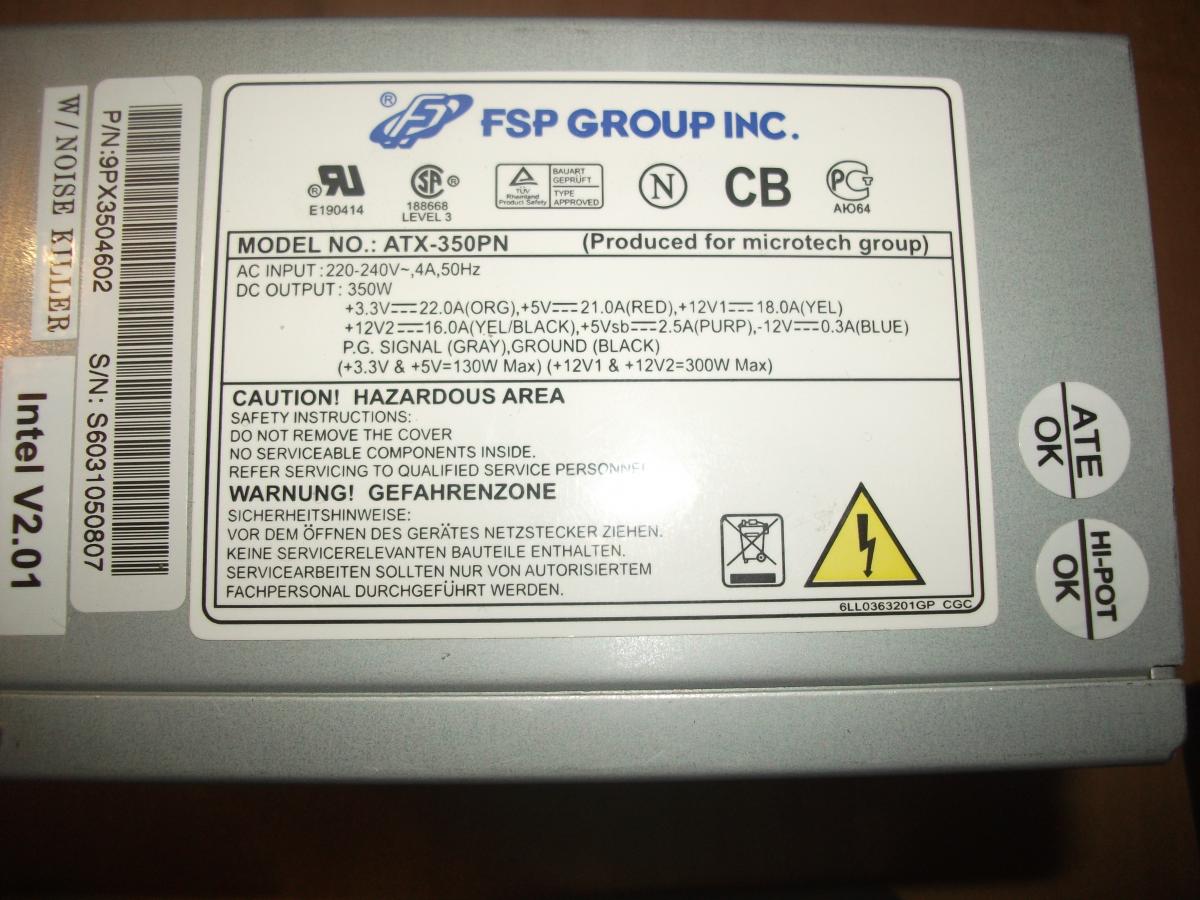 W/NOISE KILLER
Intel V2.01
P/N:9PX3504602 S/N: S6031050807
® FSP GROUP INC.
® RU
E190414
SA ®
188668
LEVEL 3
TÜV
Rheinland
Product Safety
BAUART
GEPRÜFT
TYPE
APPROVED
N
CB
АЮ64
MODEL NO.: ATX-350PN (Produced for microtech group)
AC INPUT : 220-240V~,4A,50Hz
DC OUTPUT : 350W
+3.3V⎓22.0A(ORG),+5V⎓21.0A(RED),+12V1⎓18.0A(YEL)
+12V2⎓16.0A(YEL/BLACK),+5Vsb⎓2.5A(PURP),-12V⎓0.3A(BLUE)
P.G. SIGNAL (GRAY),GROUND (BLACK)
(+3.3V & +5V=130W Max) (+12V1 & +12V2=300W Max)
CAUTION! HAZARDOUS AREA
SAFETY INSTRUCTIONS:
DO NOT REMOVE THE COVER
NO SERVICEABLE COMPONENTS INSIDE.
REFER SERVICING TO QUALIFIED SERVICE PERSONNEL
WARNUNG! GEFAHRENZONE
SICHERHEITSHINWEISE:
VOR DEM ÖFFNEN DES GERÄTES NETZSTECKER ZIEHEN.
KEINE SERVICERELEVANTEN BAUTEILE ENTHALTEN.
SERVICEARBEITEN SOLLTEN NUR VON AUTORISIERTEM
FACHPERSONAL DURCHGEFÜHRT WERDEN.
6LL0363201GP CGC
ATE
OK
HI-POT
OK